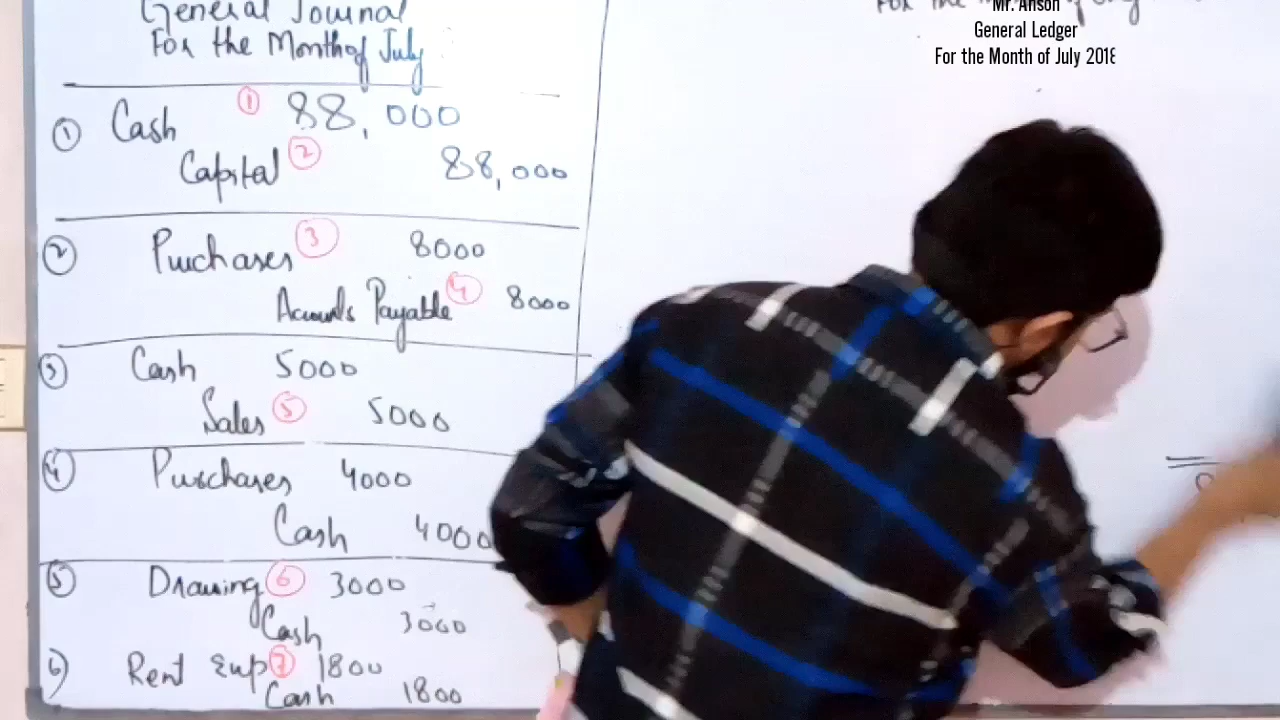 General Journal
For the Month of July
① Cash ① 88,000
Capital ② 88,000
② Purchases ③ 8000
Accounts Payable ④ 8000
③ Cash 5000
Sales ⑤ 5000
④ Purchases 4000
Cash 4000
⑤ Drawing ⑥ 3000
Cash 3000
6) Rent Exp ⑦ 1800
Cash 1800
For the
Mr. Anson
General Ledger
For the Month of July 2018